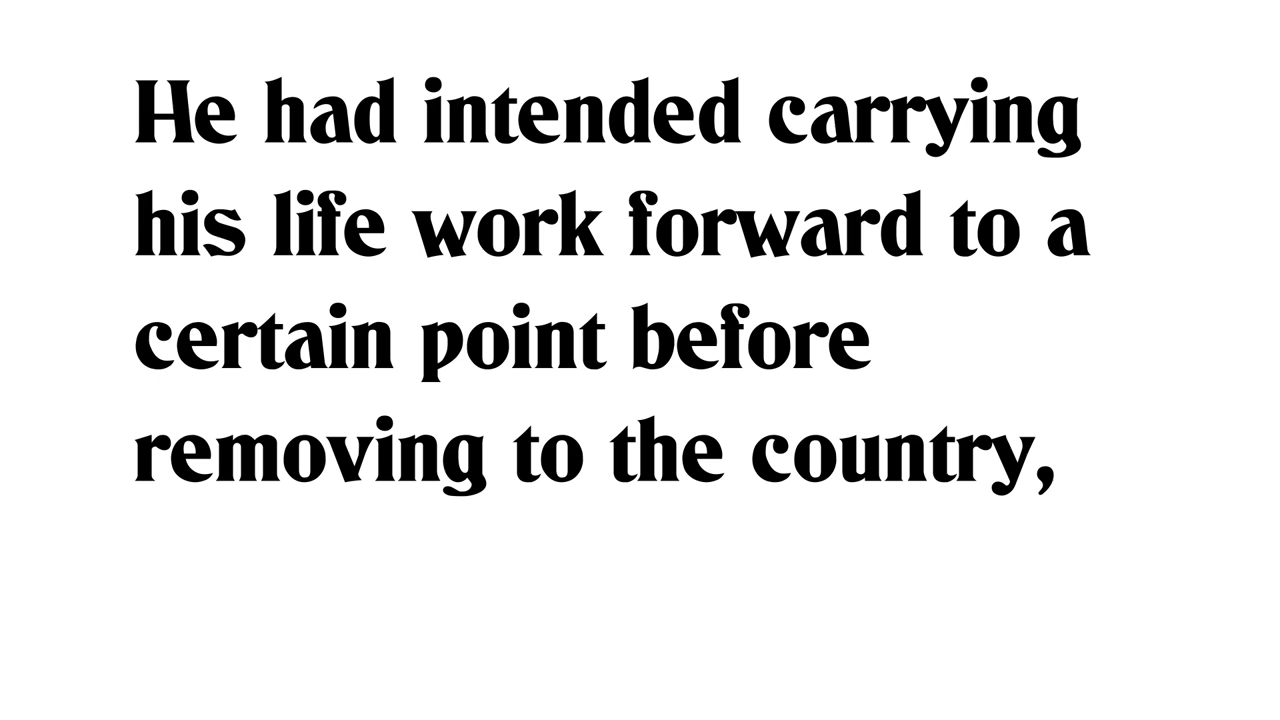 He had intended carrying
his life work forward to a
certain point before
removing to the country,